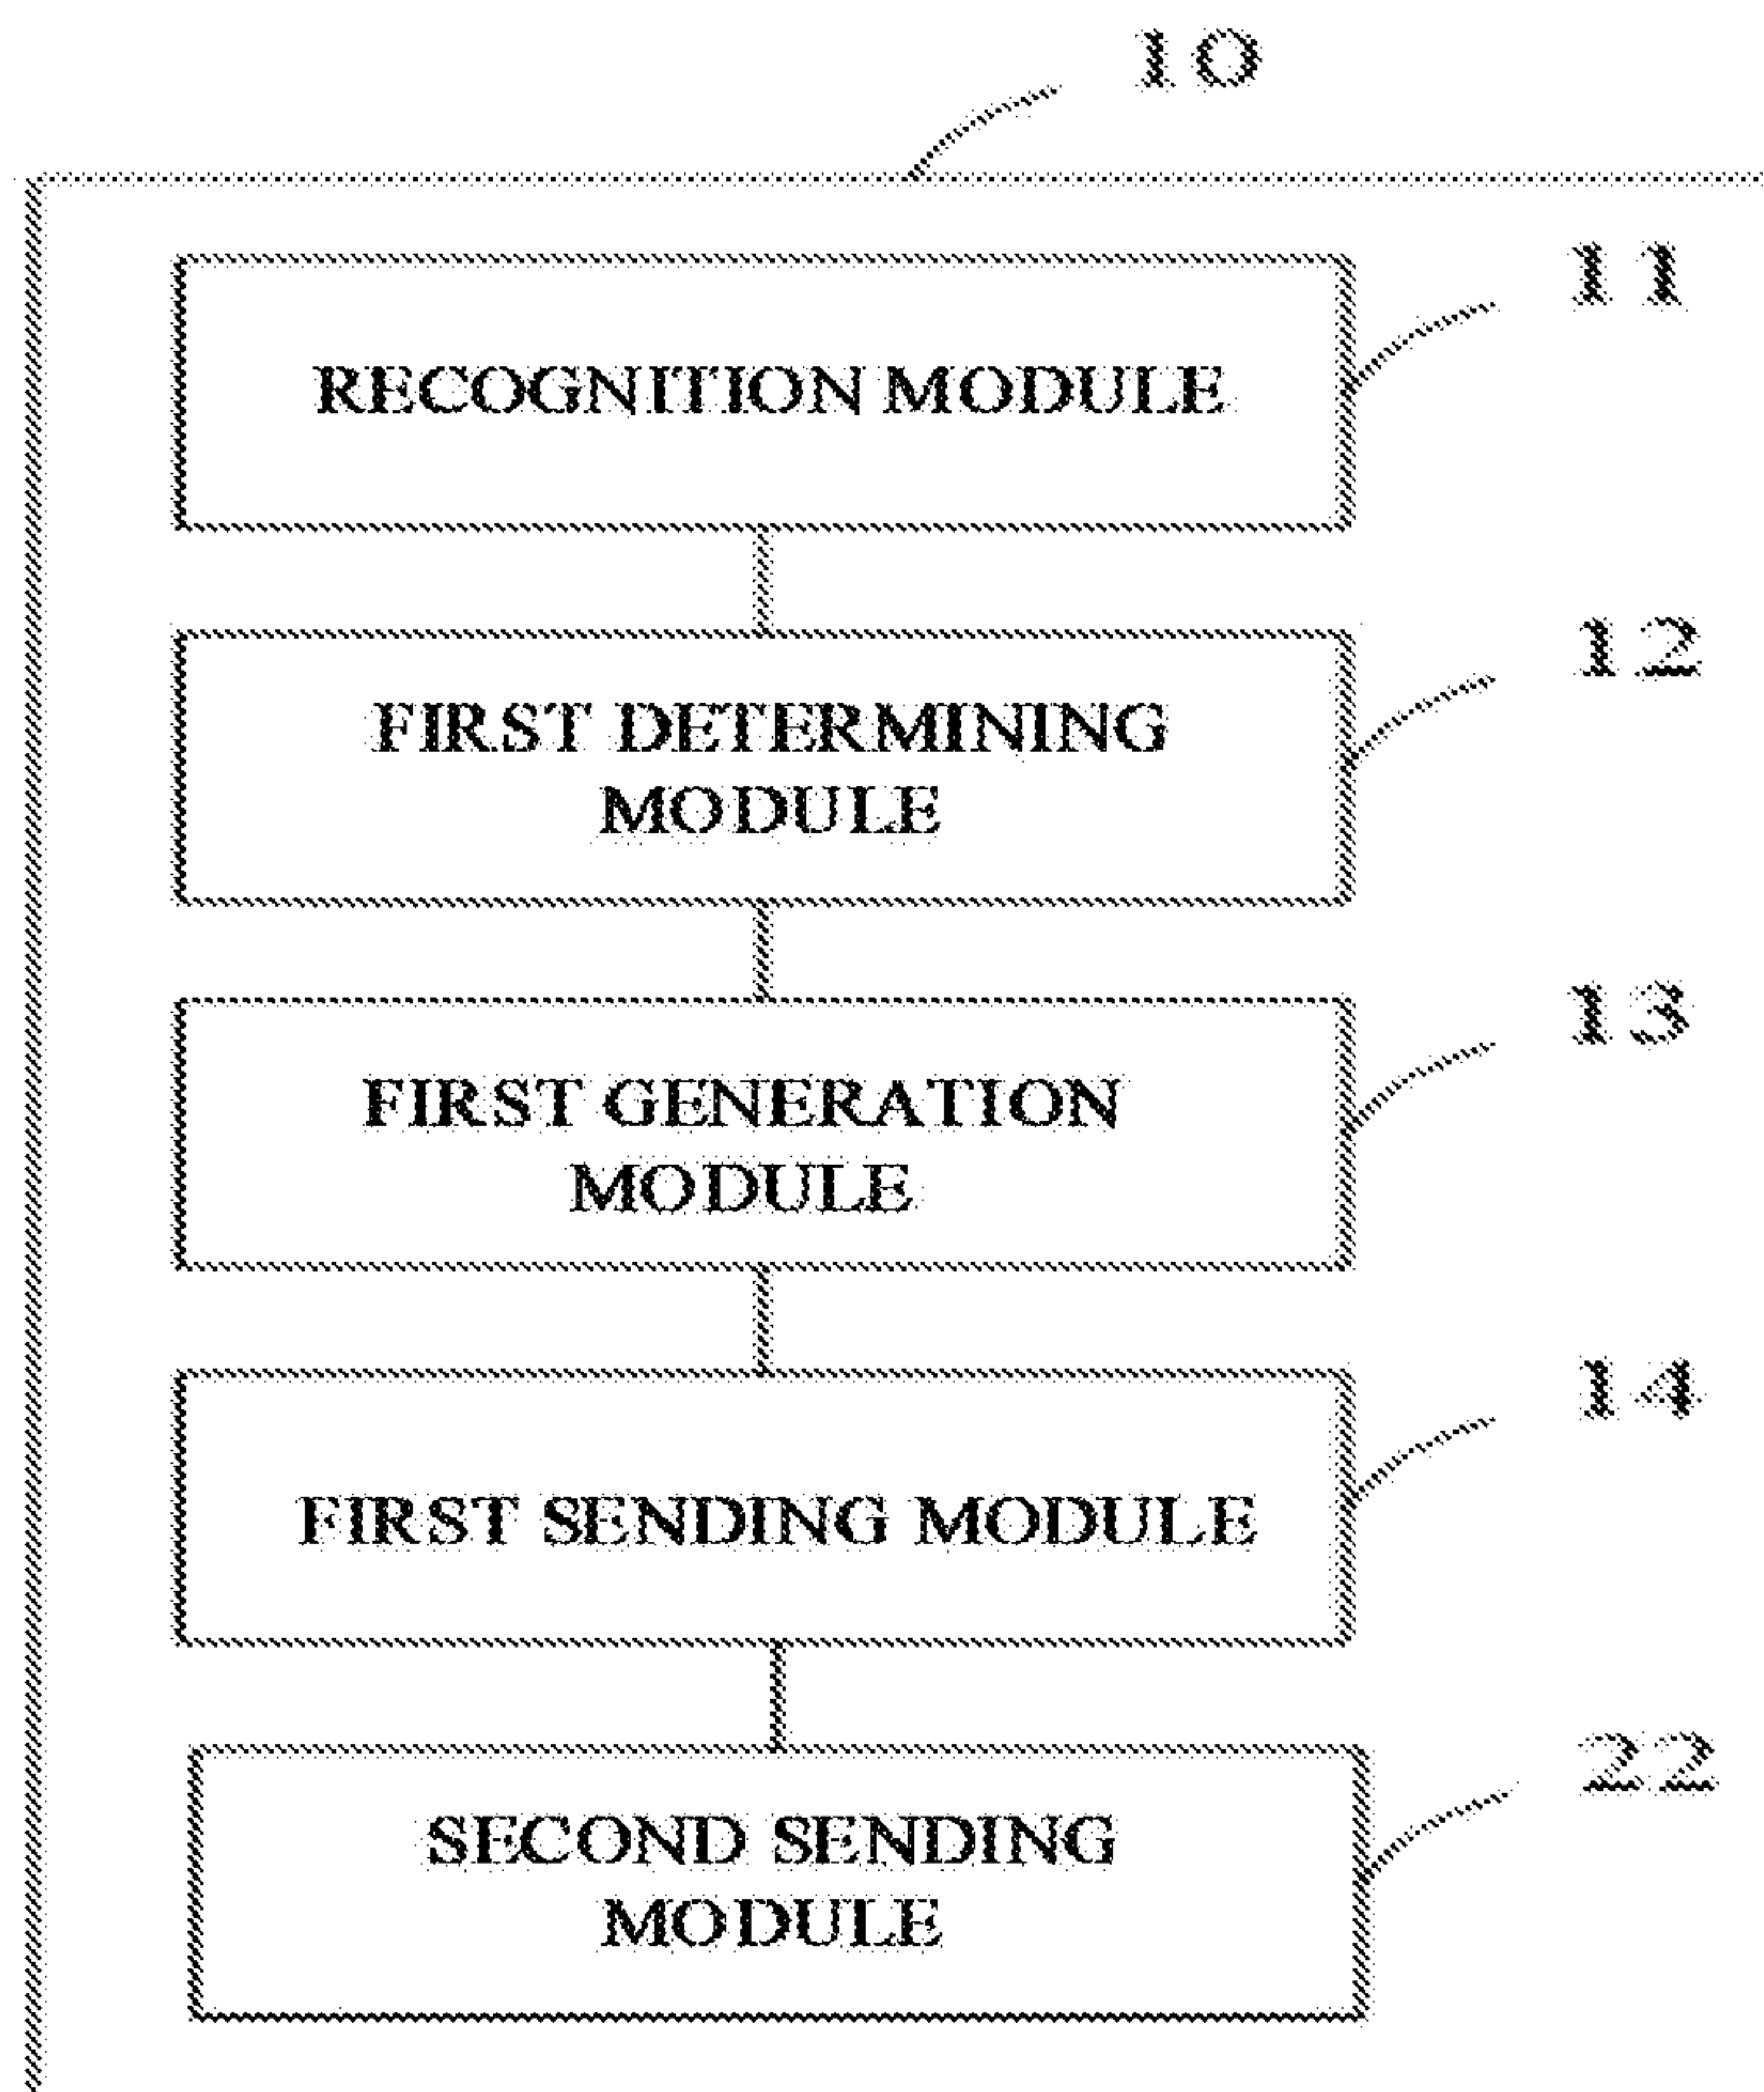 10
11
RECOGNITION MODULE
12
FIRST DETERMINING
MODULE
13
FIRST GENERATION
MODULE
14
FIRST SENDING MODULE
22
SECOND SENDING
MODULE